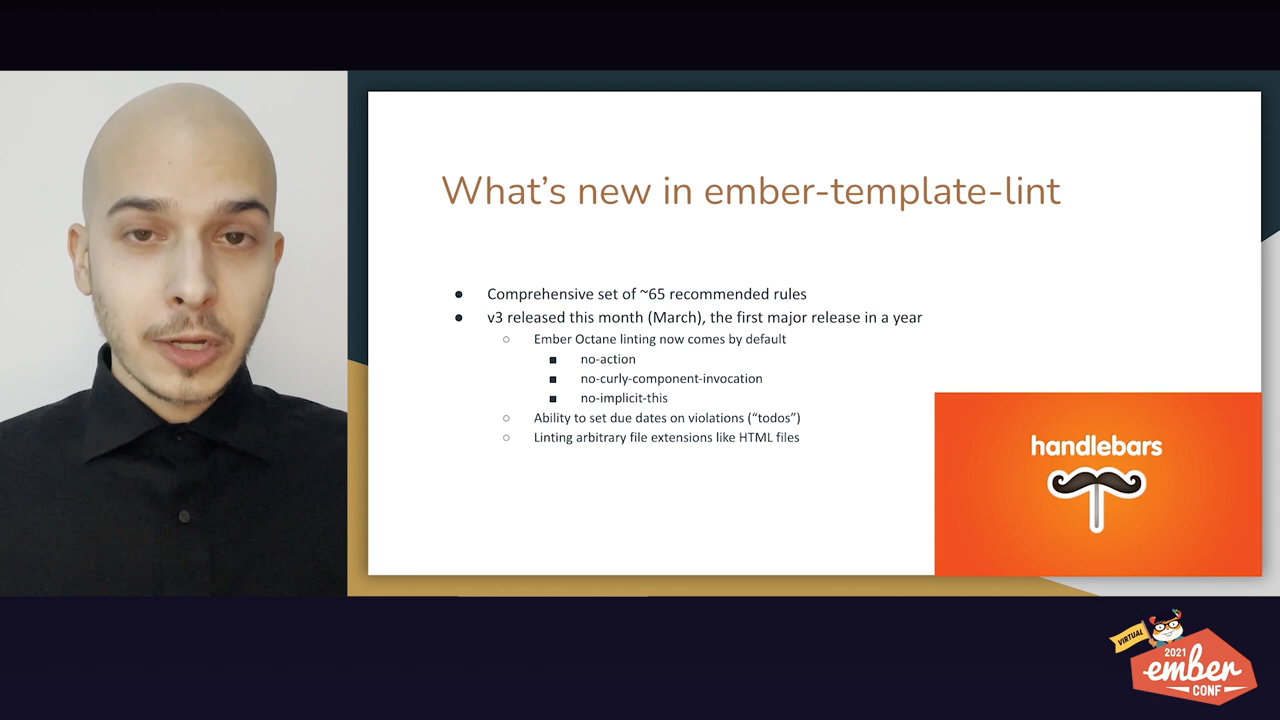 What's new in ember-template-lint
● Comprehensive set of ~65 recommended rules
● v3 released this month (March), the first major release in a year
○ Ember Octane linting now comes by default
■ no-action
■ no-curly-component-invocation
■ no-implicit-this
○ Ability to set due dates on violations (“todos”)
○ Linting arbitrary file extensions like HTML files
handlebars
VIRTUAL
2021
ember
CONF